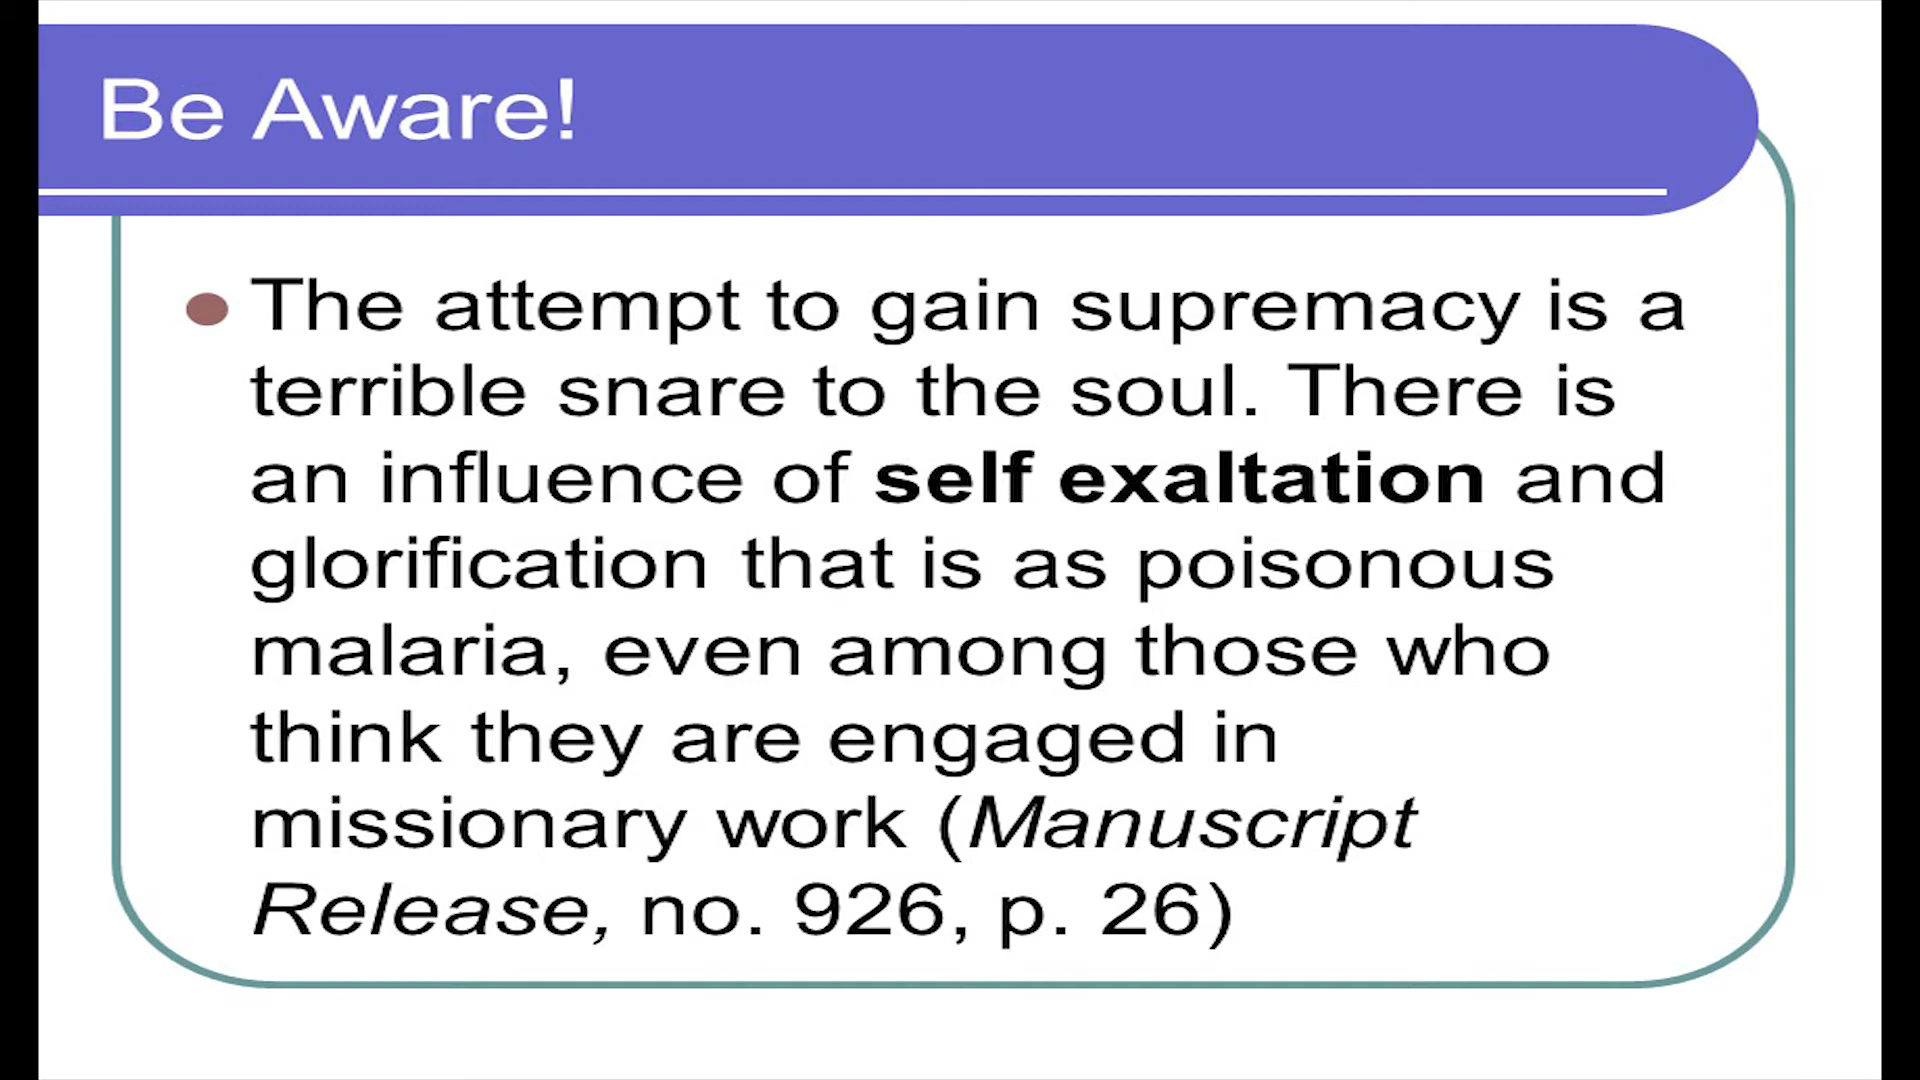 Be Aware!
The attempt to gain supremacy is a
terrible snare to the soul. There is
an influence of self exaltation and
glorification that is as poisonous
malaria, even among those who
think they are engaged in
missionary work (Manuscript
Release, no. 926, p. 26)